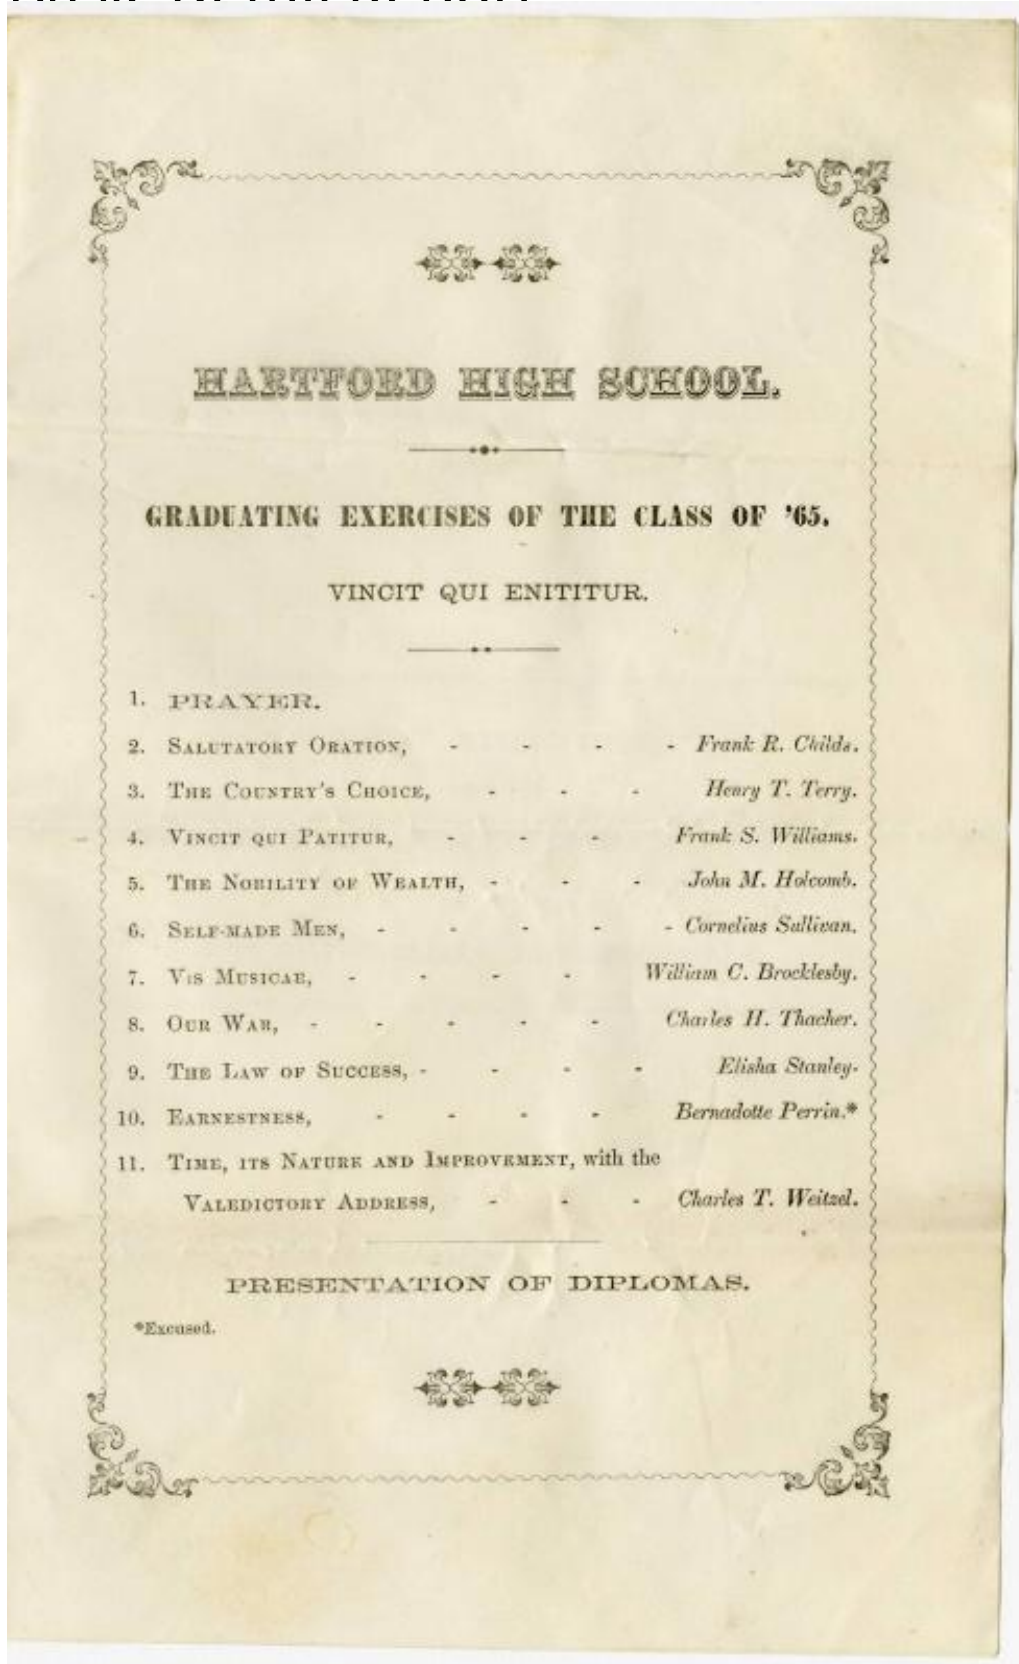 HARTFORD HIGH SCHOOL.
GRADUATING EXERCISES OF THE CLASS OF '65.
VINCIT QUI ENITITUR.
1. PRAYER.
2. SALUTATORY ORATION, - - - - Frank R. Childs.
3. THE COUNTRY'S CHOICE, - - - Henry T. Terry.
4. VINCIT QUI PATITUR, - - - Frank S. Williams.
5. THE NOBILITY OF WEALTH, - - - John M. Holcomb.
6. SELF-MADE MEN, - - - - - Cornelius Sullivan.
7. VIS MUSICAE, - - - - William C. Brocklesby.
8. OUR WAR, - - - - - Charles H. Thacher.
9. THE LAW OF SUCCESS, - - - - Elisha Stanley.
10. EARNESTNESS, - - - - Bernadotte Perrin.*
11. TIME, ITS NATURE AND IMPROVEMENT, with the
VALEDICTORY ADDRESS, - - - Charles T. Weitzel.
PRESENTATION OF DIPLOMAS.
*Excused.